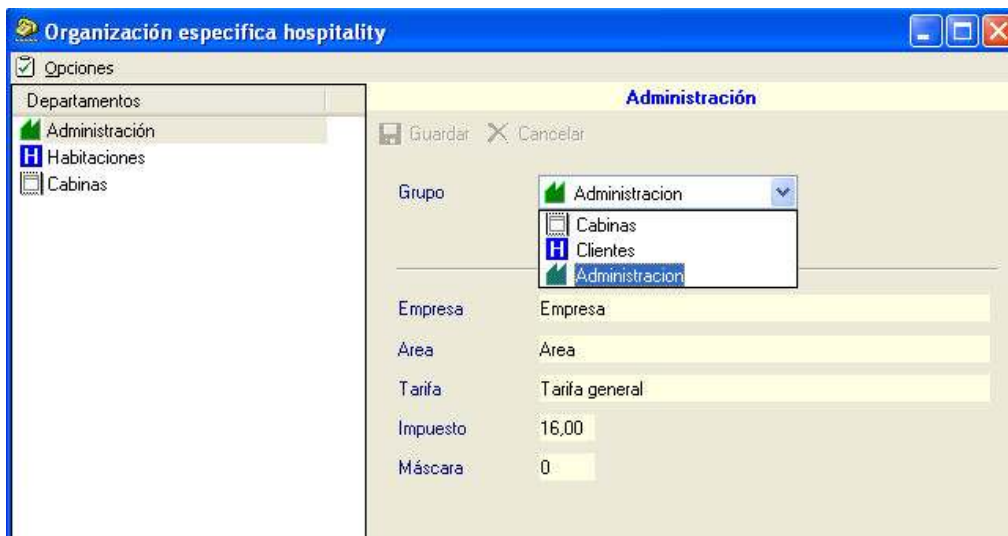 Organización especifica hospitality
Opciones
Departamentos
Administración
Habitaciones
Cabinas
Administración
Guardar Cancelar
Grupo Administracion
Cabinas
H Clientes
Administracion
Empresa Empresa
Area Area
Tarifa Tarifa general
Impuesto 16,00
Máscara 0